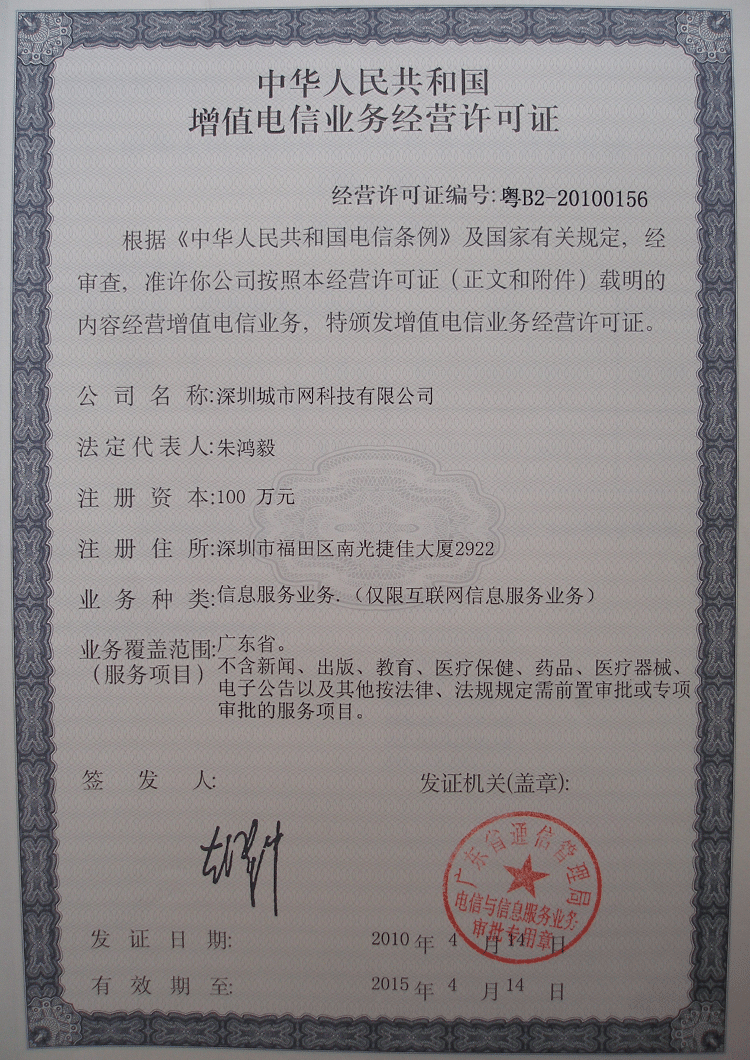 中华人民共和国
增值电信业务经营许可证
经营许可证编号:粤B2-20100156
根据《中华人民共和国电信条例》及国家有关规定，经
审查，准许你公司按照本经营许可证（正文和附件）载明的
内容经营增值电信业务，特颁发增值电信业务经营许可证。
公司名称:深圳城市网科技有限公司
法定代表人:朱鸿毅
注册资本:100 万元
注册住所:深圳市福田区南光捷佳大厦2922
业务种类:信息服务业务.（仅限互联网信息服务业务）
业务覆盖范围:广东省。
（服务项目）不含新闻、出版、教育、医疗保健、药品、医疗器械、
电子公告以及其他按法律、法规规定需前置审批或专项
审批的服务项目。
签发人:
发证机关(盖章):
广东省通信管理局
电信与信息服务业务
审批专用章
发证日期: 2010年4月14日
有效期至: 2015年4月14日